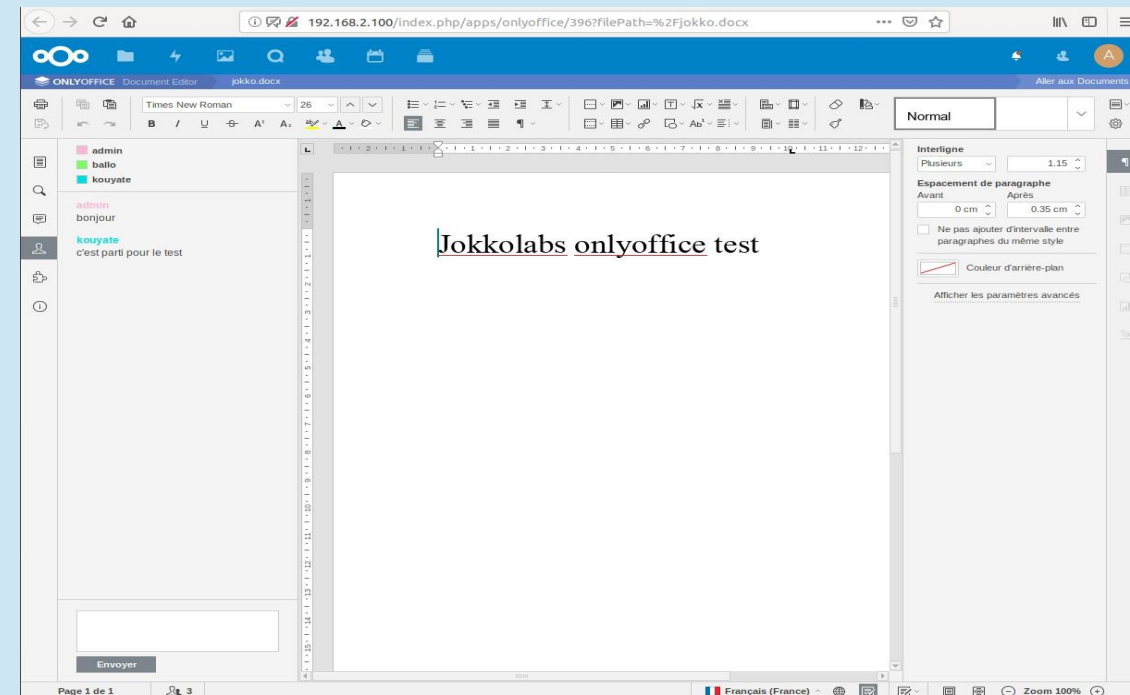 192.168.2.100/index.php/apps/onlyoffice/396?filePath=%2Fjokko.docx
A
ONLYOFFICE Document Editor
jokko.docx
Aller aux Documents
Times New Roman
26
B I U S A² A₂
Normal
admin
ballo
kouyate
admin
bonjour
kouyate
c'est parti pour le test
Envoyer
Jokkolabs onlyoffice test
Interligne
Plusieurs
1.15
Espacement de paragraphe
Avant
Après
0 cm
0.35 cm
Ne pas ajouter d'intervalle entre
paragraphes du même style
Couleur d'arrière-plan
Afficher les paramètres avancés
Page 1 de 1
3
Français (France)
Zoom 100%